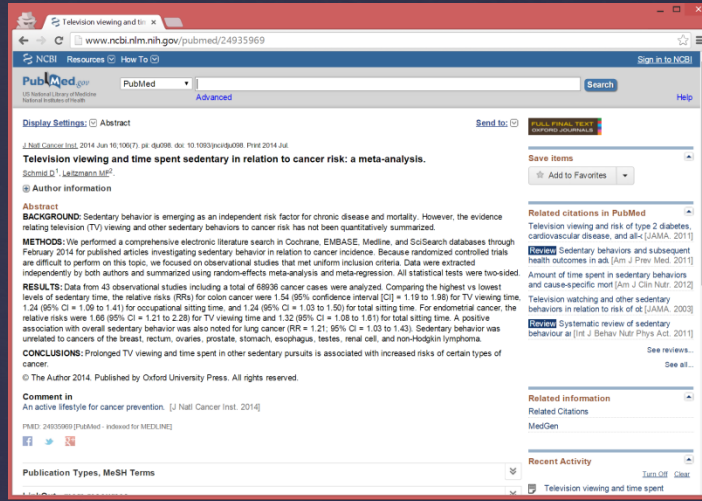 Television viewing and tim
www.ncbi.nlm.nih.gov/pubmed/24935969
NCBI Resources How To Sign in to NCBI
PubMed.gov PubMed Search
US National Library of Medicine
National Institutes of Health
Advanced Help
Display Settings: Abstract Send to:
J Natl Cancer Inst. 2014 Jun 16;106(7). pii: dju098. doi: 10.1093/jnci/dju098. Print 2014 Jul.
Television viewing and time spent sedentary in relation to cancer risk: a meta-analysis.
Schmid D1, Leitzmann MF2.
Author information
Abstract
BACKGROUND: Sedentary behavior is emerging as an independent risk factor for chronic disease and mortality. However, the evidence
relating television (TV) viewing and other sedentary behaviors to cancer risk has not been quantitatively summarized.
METHODS: We performed a comprehensive electronic literature search in Cochrane, EMBASE, Medline, and SciSearch databases through
February 2014 for published articles investigating sedentary behavior in relation to cancer incidence. Because randomized controlled trials
are difficult to perform on this topic, we focused on observational studies that met uniform inclusion criteria. Data were extracted
independently by both authors and summarized using random-effects meta-analysis and meta-regression. All statistical tests were two-sided.
RESULTS: Data from 43 observational studies including a total of 68936 cancer cases were analyzed. Comparing the highest vs lowest
levels of sedentary time, the relative risks (RRs) for colon cancer were 1.54 (95% confidence interval [CI] = 1.19 to 1.98) for TV viewing time,
1.24 (95% CI = 1.09 to 1.41) for occupational sitting time, and 1.24 (95% CI = 1.03 to 1.50) for total sitting time. For endometrial cancer, the
relative risks were 1.66 (95% CI = 1.21 to 2.28) for TV viewing time and 1.32 (95% CI = 1.08 to 1.61) for total sitting time. A positive
association with overall sedentary behavior was also noted for lung cancer (RR = 1.21; 95% CI = 1.03 to 1.43). Sedentary behavior was
unrelated to cancers of the breast, rectum, ovaries, prostate, stomach, esophagus, testes, renal cell, and non-Hodgkin lymphoma.
CONCLUSIONS: Prolonged TV viewing and time spent in other sedentary pursuits is associated with increased risks of certain types of
cancer.
© The Author 2014. Published by Oxford University Press. All rights reserved.
Comment in
An active lifestyle for cancer prevention. [J Natl Cancer Inst. 2014]
PMID: 24935969 [PubMed - indexed for MEDLINE]
Publication Types, MeSH Terms
FULL FINAL TEXT
OXFORD JOURNALS
Save items
Add to Favorites
Related citations in PubMed
Television viewing and risk of type 2 diabetes,
cardiovascular disease, and all-c [JAMA. 2011]
Review Sedentary behaviors and subsequent
health outcomes in ad [Am J Prev Med. 2011]
Amount of time spent in sedentary behaviors
and cause-specific mort [Am J Clin Nutr. 2012]
Television watching and other sedentary
behaviors in relation to risk of ob [JAMA. 2003]
Review Systematic review of sedentary
behaviour an [Int J Behav Nutr Phys Act. 2011]
See reviews...
See all...
Related information
Related Citations
MedGen
Recent Activity
Turn Off Clear
Television viewing and time spent